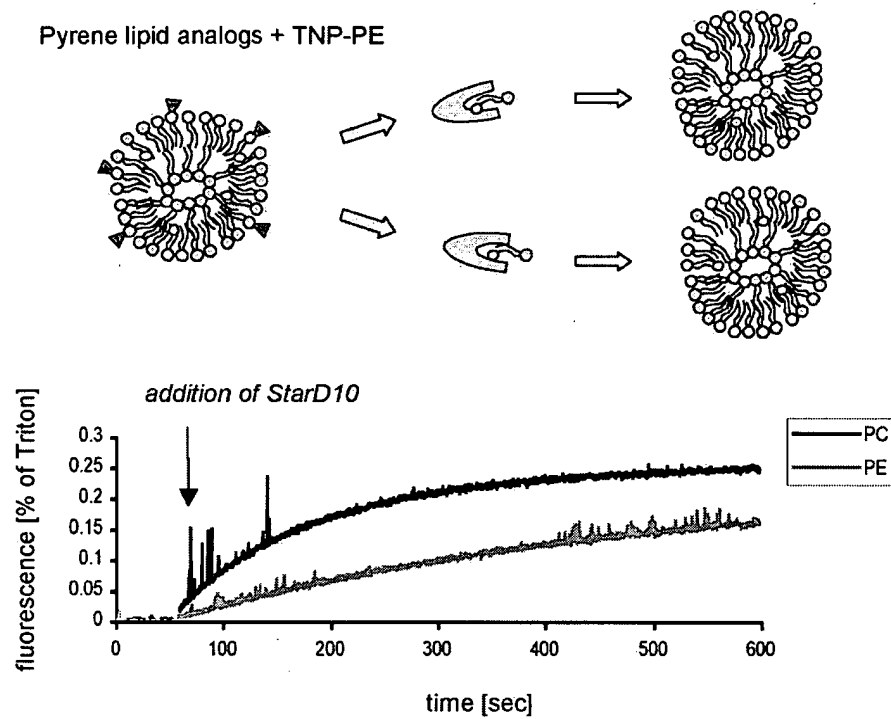 Pyrene lipid analogs + TNP-PE
addition of StarD10
fluorescence [% of Triton]
0.3
0.25
0.2
0.15
0.1
0.05
0
0 100 200 300 400 500 600
time [sec]
PC
PE